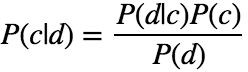 P(c|d) = P(d|c)P(c) / P(d)